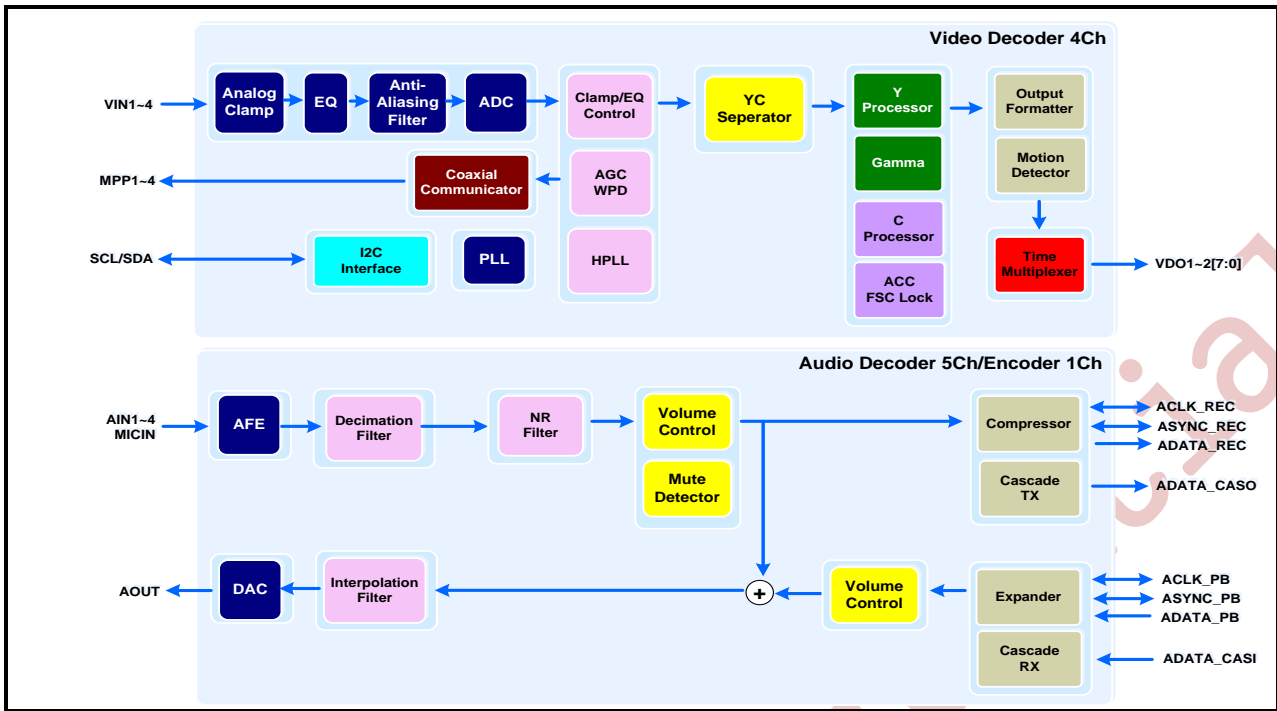 Video Decoder 4Ch
VIN1~4
Analog
Clamp
EQ
Anti-
Aliasing
Filter
ADC
Clamp/EQ
Control
YC
Seperator
Y
Processor
Output
Formatter
MPP1~4
Coaxial
Communicator
AGC
WPD
Gamma
Motion
Detector
SCL/SDA
I2C
Interface
PLL
HPLL
C
Processor
ACC
FSC Lock
Time
Multiplexer
VDO1~2[7:0]
Audio Decoder 5Ch/Encoder 1Ch
AIN1~4
MICIN
AFE
Decimation
Filter
NR
Filter
Volume
Control
Mute
Detector
Compressor
ACLK_REC
ASYNC_REC
ADATA_REC
Cascade
TX
ADATA_CASO
AOUT
DAC
Interpolation
Filter
+
Volume
Control
Expander
ACLK_PB
ASYNC_PB
ADATA_PB
Cascade
RX
ADATA_CASI